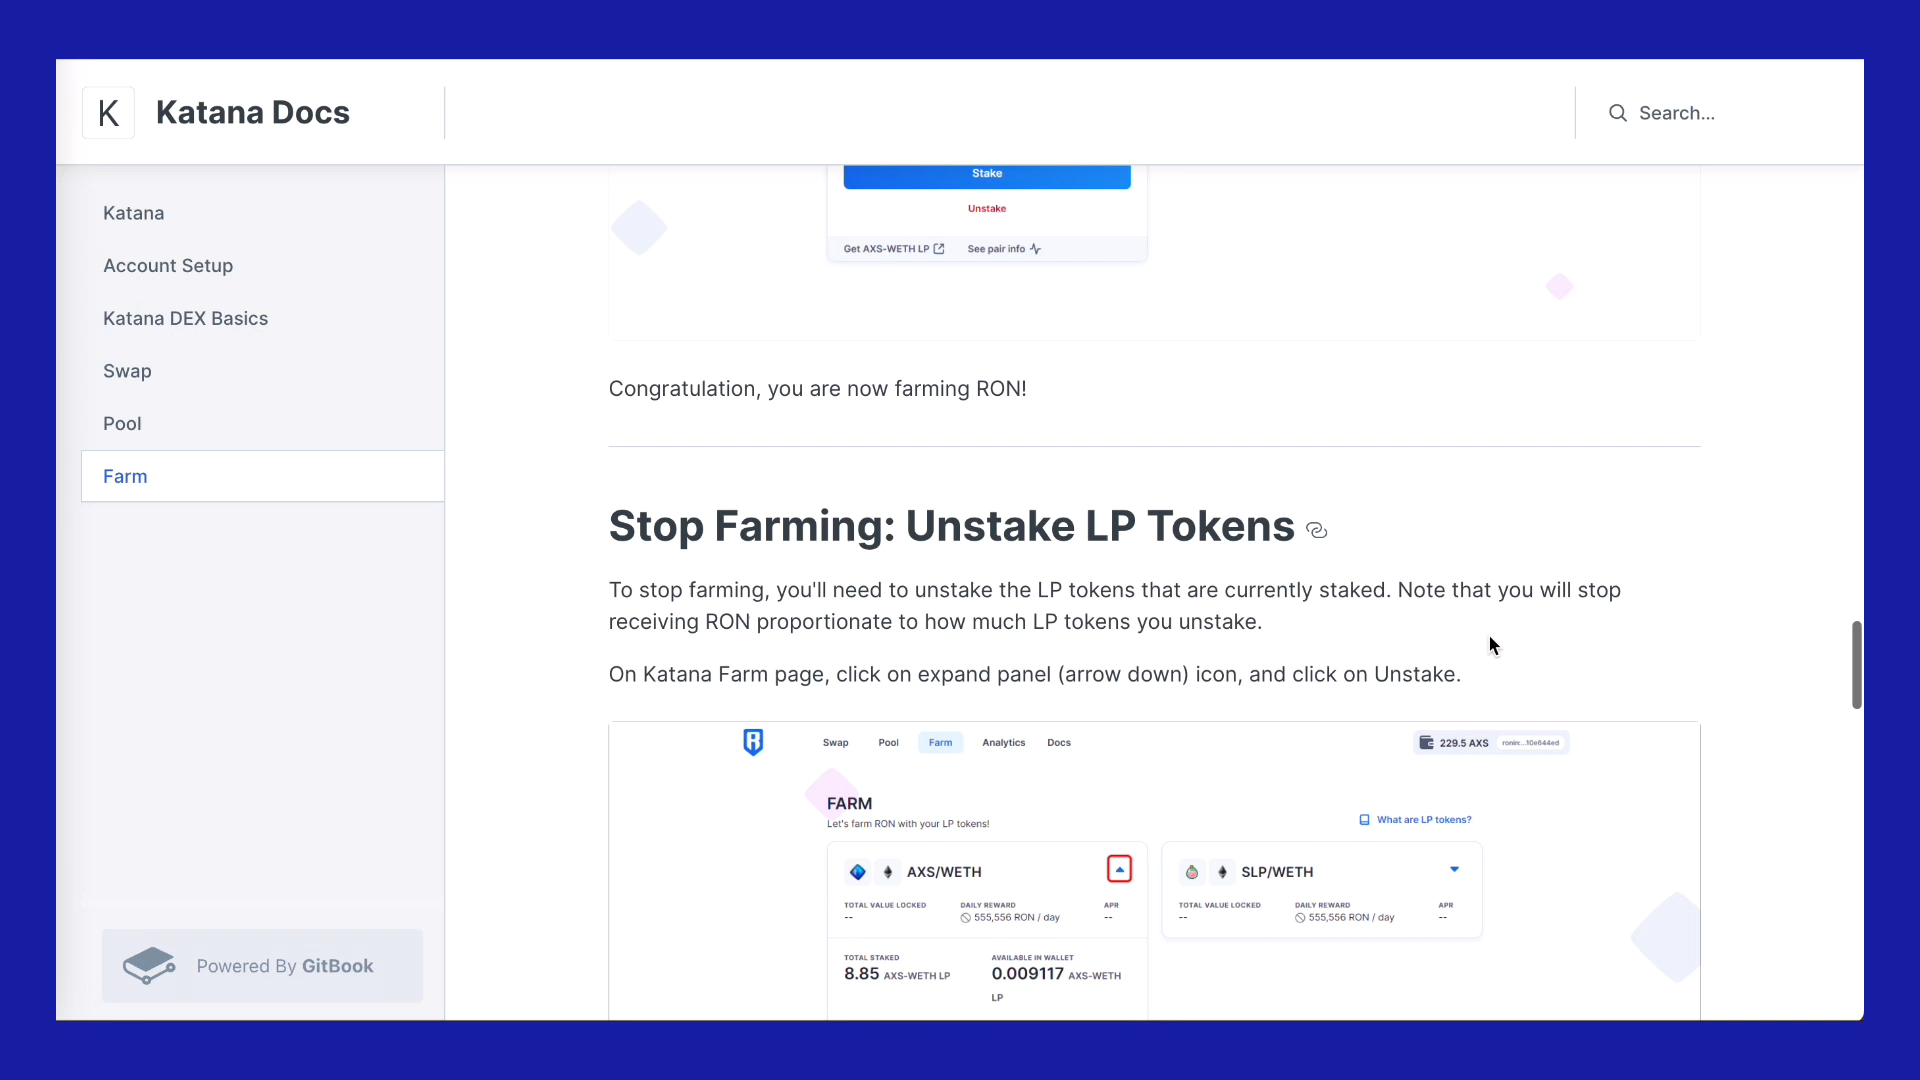 K Katana Docs
Search...
Katana
Account Setup
Katana DEX Basics
Swap
Pool
Farm
Powered By GitBook
Stake
Unstake
Get AXS-WETH LP See pair info
Congratulation, you are now farming RON!
Stop Farming: Unstake LP Tokens
To stop farming, you'll need to unstake the LP tokens that are currently staked. Note that you will stop
receiving RON proportionate to how much LP tokens you unstake.
On Katana Farm page, click on expand panel (arrow down) icon, and click on Unstake.
Swap Pool Farm Analytics Docs
229.5 AXS ronin:...10e644ed
FARM
Let's farm RON with your LP tokens!
What are LP tokens?
AXS/WETH
TOTAL VALUE LOCKED DAILY REWARD APR
-- 555,556 RON / day --
TOTAL STAKED AVAILABLE IN WALLET
8.85 AXS-WETH LP 0.009117 AXS-WETH
LP
SLP/WETH
TOTAL VALUE LOCKED DAILY REWARD APR
-- 555,556 RON / day --